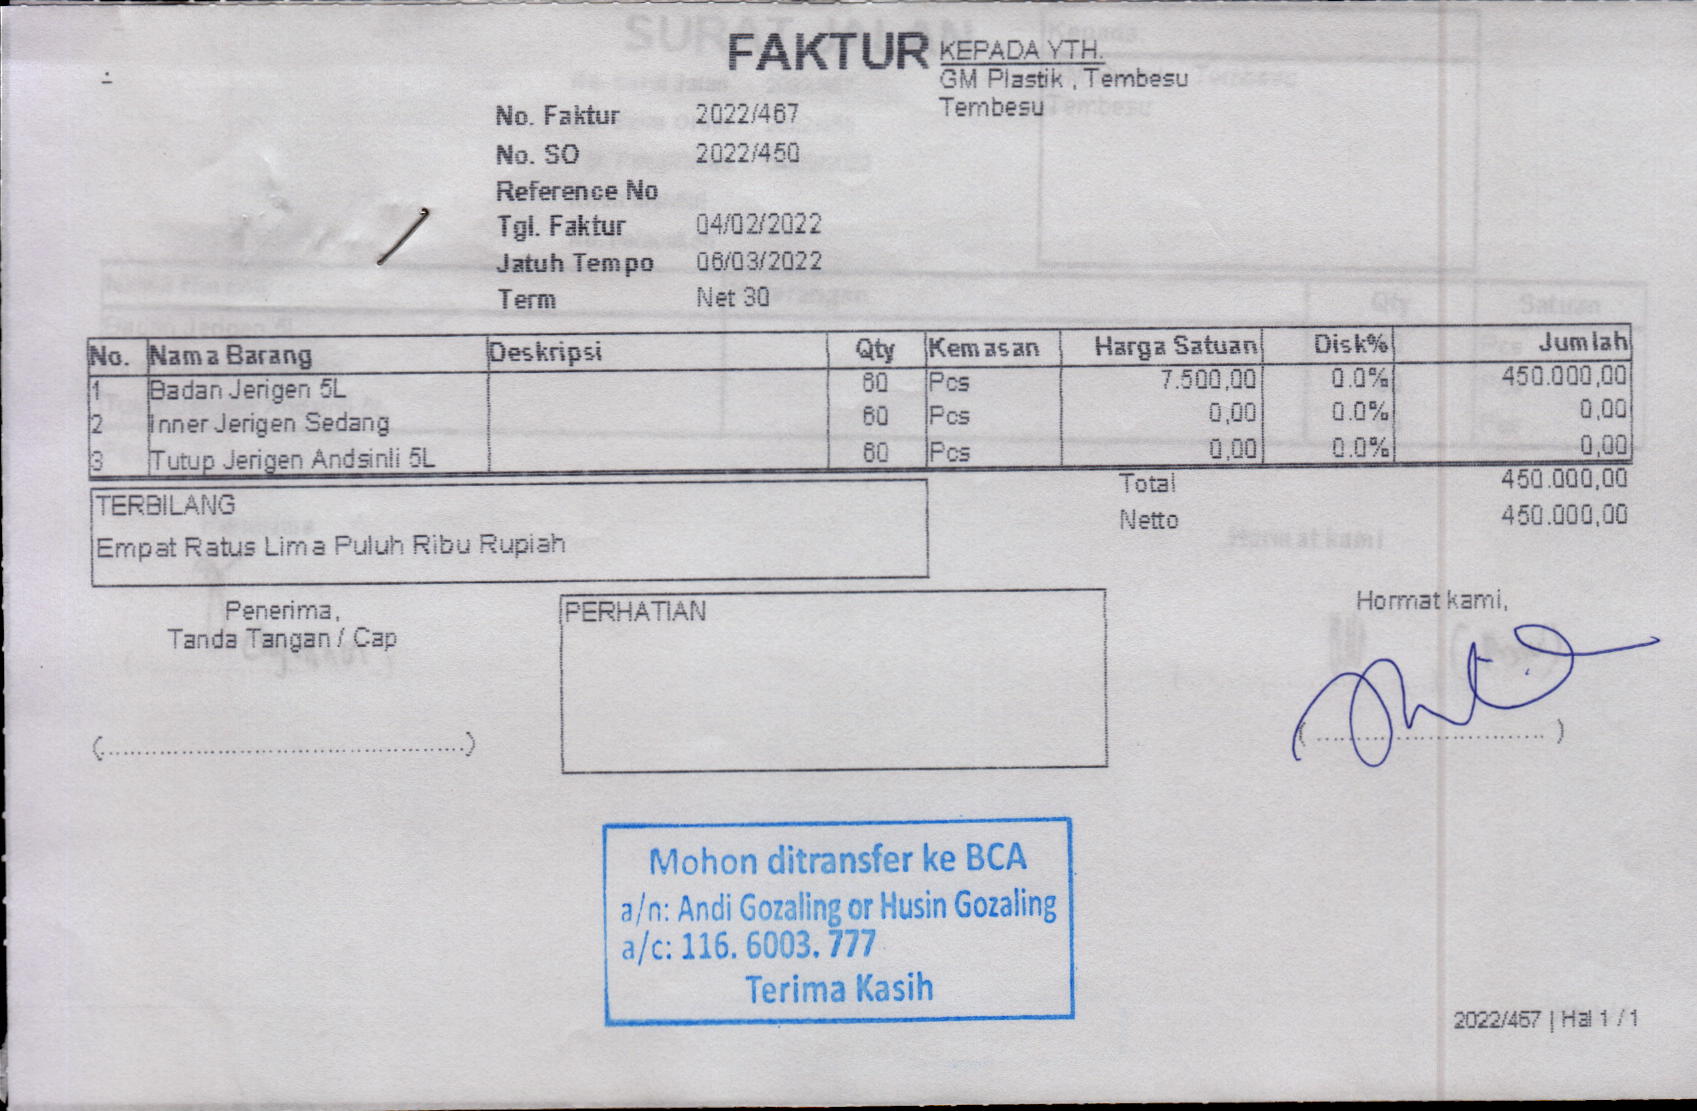 FAKTUR
KEPADA YTH.
GM Plastik , Tembesu
Tembesu
No. Faktur 2022/467
No. SO 2022/450
Reference No
Tgl. Faktur 04/02/2022
Jatuh Tempo 06/03/2022
Term Net 30
No. Nama Barang Deskripsi Qty Kemasan Harga Satuan Disk% Jumlah
1 Badan Jerigen 5L 60 Pcs 7.500,00 0.0% 450.000,00
2 Inner Jerigen Sedang 60 Pcs 0,00 0.0% 0,00
3 Tutup Jerigen Andsinli 5L 60 Pcs 0,00 0.0% 0,00
Total 450.000,00
Netto 450.000,00
TERBILANG
Empat Ratus Lima Puluh Ribu Rupiah
Penerima,
Tanda Tangan / Cap
PERHATIAN
Hormat kami,
(..............................................)
( .............................. )
Mohon ditransfer ke BCA
a/n: Andi Gozaling or Husin Gozaling
a/c: 116. 6003. 777
Terima Kasih
2022/467 | Hal 1 / 1